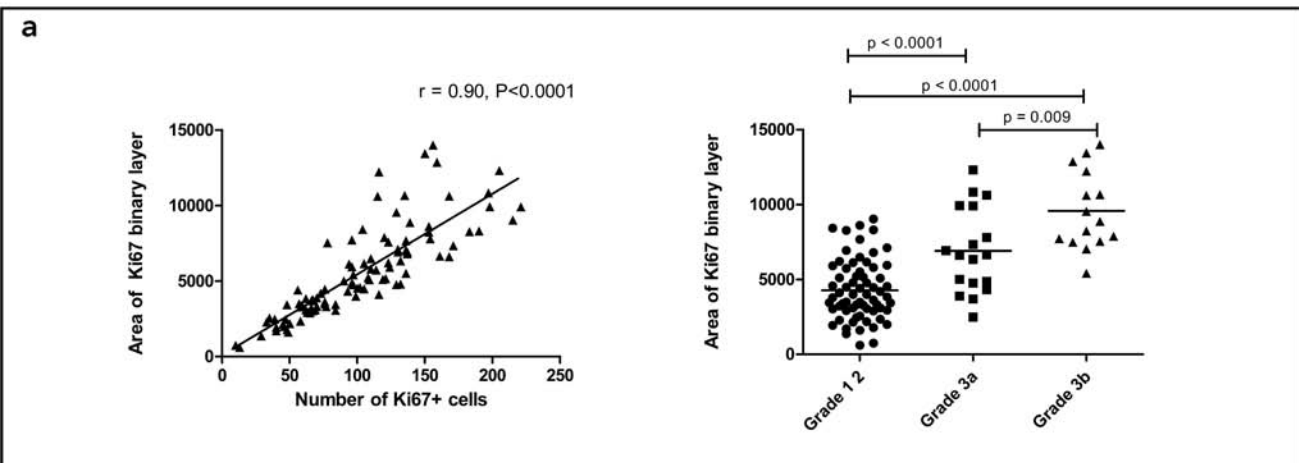 a
r = 0.90, P<0.0001
Area of Ki67 binary layer
15000
10000
5000
0
0 50 100 150 200 250
Number of Ki67+ cells
p < 0.0001
p < 0.0001
p = 0.009
Area of Ki67 binary layer
15000
10000
5000
0
Grade 1 2
Grade 3a
Grade 3b